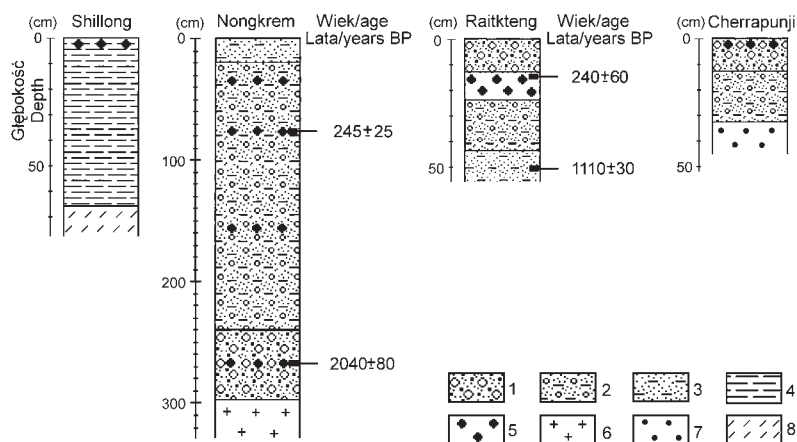 (cm) Shillong
0
50
Głębokość
Depth
(cm) Nongkrem Wiek/age
Lata/years BP
0
245±25
100
200
2040±80
300
(cm) Raitkteng Wiek/age
Lata/years BP
0
240±60
50
1110±30
(cm) Cherrapunji
0
50
1 2 3 4
5 6 7 8